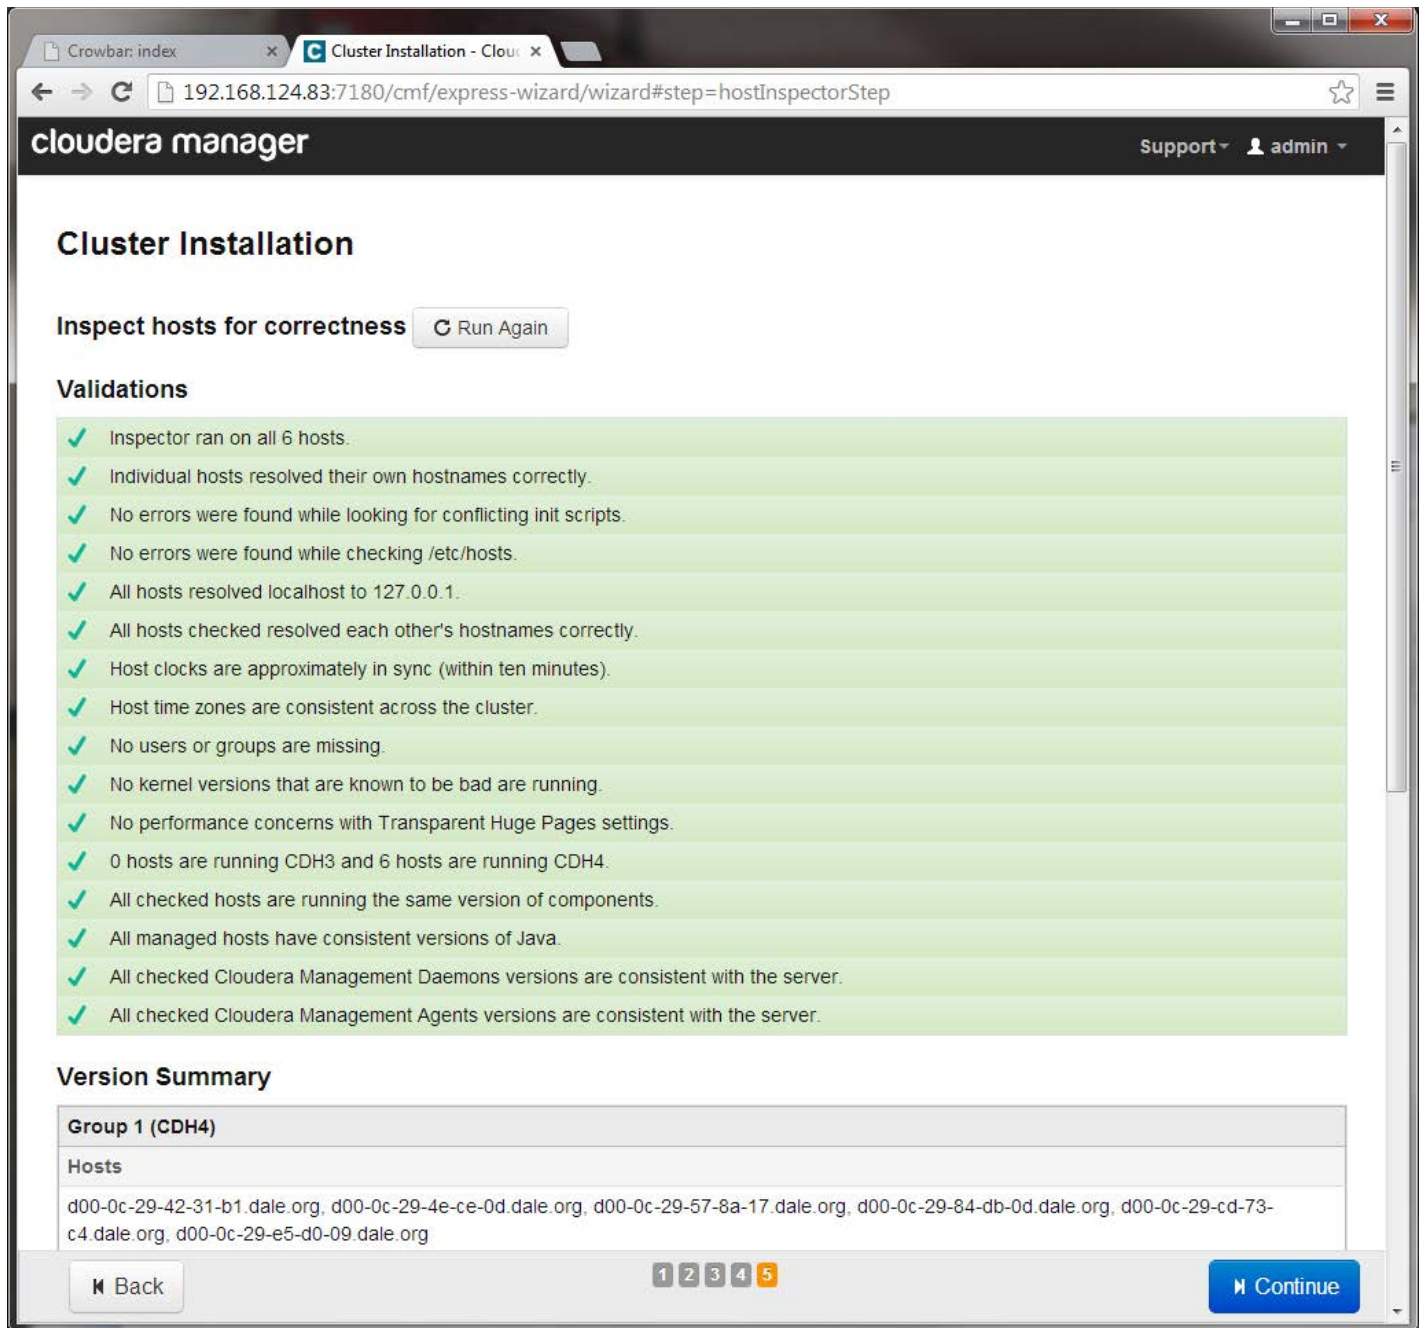 Crowbar: index
Cluster Installation - Clou
192.168.124.83:7180/cmf/express-wizard/wizard#step=hostInspectorStep
cloudera manager
Support
admin
Cluster Installation
Inspect hosts for correctness
Run Again
Validations
Inspector ran on all 6 hosts.
Individual hosts resolved their own hostnames correctly.
No errors were found while looking for conflicting init scripts.
No errors were found while checking /etc/hosts.
All hosts resolved localhost to 127.0.0.1.
All hosts checked resolved each other's hostnames correctly.
Host clocks are approximately in sync (within ten minutes).
Host time zones are consistent across the cluster.
No users or groups are missing.
No kernel versions that are known to be bad are running.
No performance concerns with Transparent Huge Pages settings.
0 hosts are running CDH3 and 6 hosts are running CDH4.
All checked hosts are running the same version of components.
All managed hosts have consistent versions of Java.
All checked Cloudera Management Daemons versions are consistent with the server.
All checked Cloudera Management Agents versions are consistent with the server.
Version Summary
Group 1 (CDH4)
Hosts
d00-0c-29-42-31-b1.dale.org, d00-0c-29-4e-ce-0d.dale.org, d00-0c-29-57-8a-17.dale.org, d00-0c-29-84-db-0d.dale.org, d00-0c-29-cd-73-
c4.dale.org, d00-0c-29-e5-d0-09.dale.org
Back
1 2 3 4 5
Continue